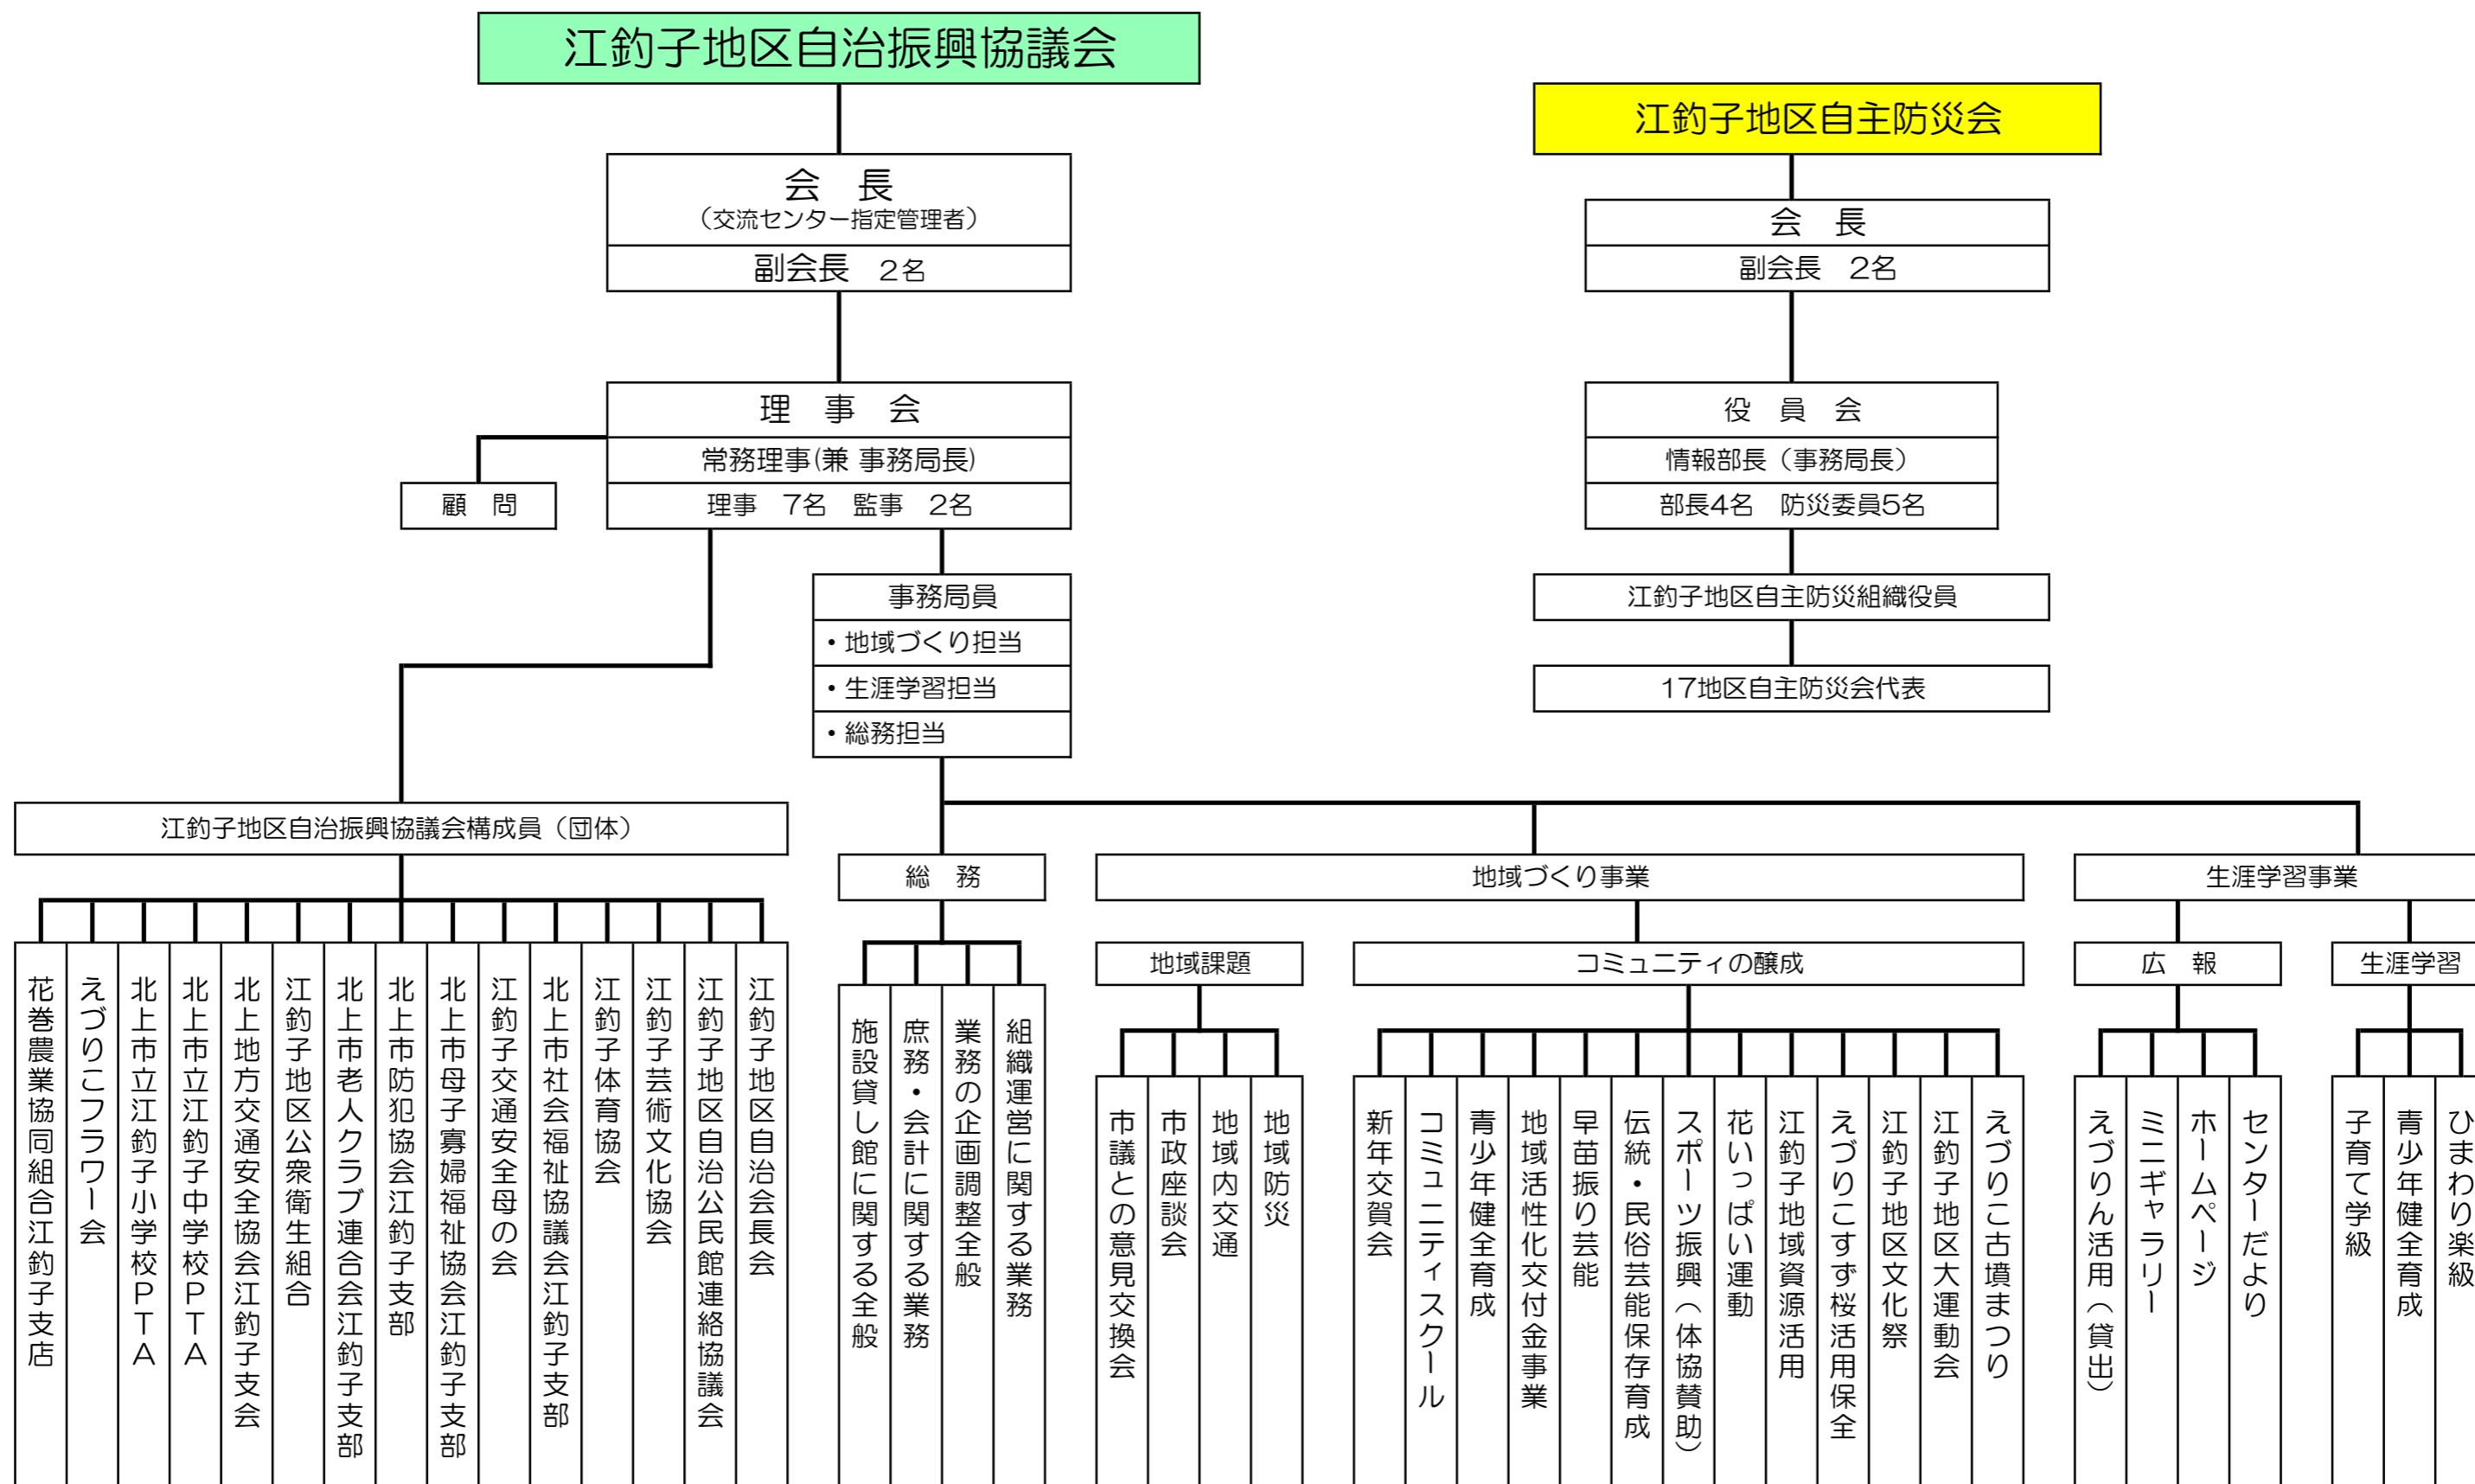 江釣子地区自治振興協議会
会　長
（交流センター指定管理者）
副会長　2名
理　事　会
常務理事(兼 事務局長)
理事　7名　監事　2名
顧　問
事務局員
・地域づくり担当
・生涯学習担当
・総務担当
江釣子地区自主防災会
会　長
副会長　2名
役　員　会
情報部長（事務局長）
部長4名　防災委員5名
江釣子地区自主防災組織役員
17地区自主防災会代表
江釣子地区自治振興協議会構成員（団体）
花巻農業協同組合江釣子支店
えづりこフラワー会
北上市立江釣子小学校ＰＴＡ
北上市立江釣子中学校ＰＴＡ
北上地方交通安全協会江釣子支会
江釣子地区公衆衛生組合
北上市老人クラブ連合会江釣子支部
北上市防犯協会江釣子支部
北上市母子寡婦福祉協会江釣子支部
江釣子交通安全母の会
北上市社会福祉協議会江釣子支部
江釣子体育協会
江釣子芸術文化協会
江釣子地区自治公民館連絡協議会
江釣子地区自治会長会
総　務
施設貸し館に関する全般
庶務・会計に関する業務
業務の企画調整全般
組織運営に関する業務
地域づくり事業
地域課題
市議との意見交換会
市政座談会
地域内交通
地域防災
コミュニティの醸成
新年交賀会
コミュニティスクール
青少年健全育成
地域活性化交付金事業
早苗振り芸能
伝統・民俗芸能保存育成
スポーツ振興（体協賛助）
花いっぱい運動
江釣子地域資源活用
えづりこすず桜活用保全
江釣子地区文化祭
江釣子地区大運動会
えづりこ古墳まつり
生涯学習事業
広　報
えづりん活用（貸出）
ミニギャラリー
ホームページ
センターだより
生涯学習
子育て学級
青少年健全育成
ひまわり楽級